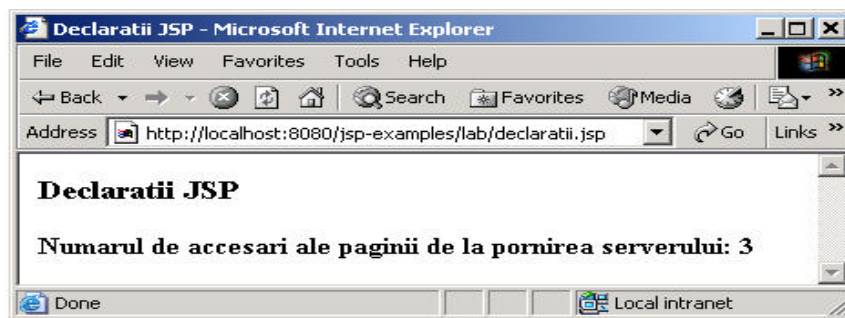 Declaratii JSP - Microsoft Internet Explorer
File Edit View Favorites Tools Help
Back Search Favorites Media »
Address http://localhost:8080/jsp-examples/lab/declaratii.jsp Go Links »
Declaratii JSP
Numarul de accesari ale paginii de la pornirea serverului: 3
Done Local intranet